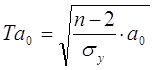 Ta₀ = √((n−2)/σ_y · a₀)